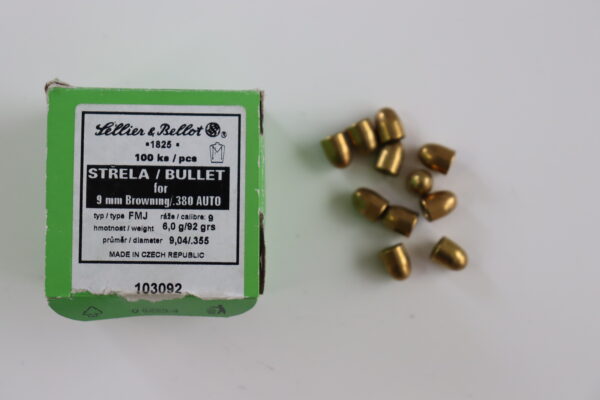 Sellier & Bellot ®
•1825•
100 ks / pcs
STŘELA / BULLET
for
9 mm Browning/.380 AUTO
typ / type FMJ ráže / calibre: 9
hmotnost / weight 6,0 g/92 grs
průměr / diameter 9,04/.355
MADE IN CZECH REPUBLIC
103092